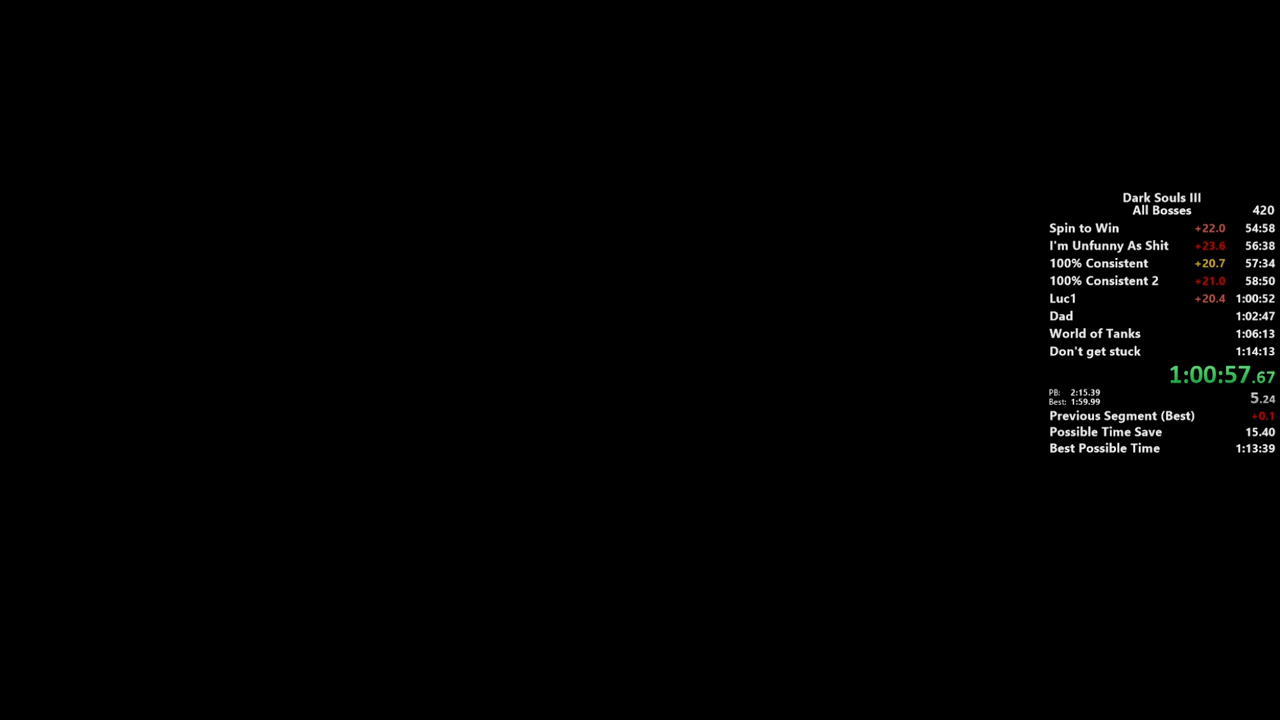 Dark Souls III
All Bosses 420
Spin to Win +22.0 54:58
I'm Unfunny As Shit +23.6 56:38
100% Consistent +20.7 57:34
100% Consistent 2 +21.0 58:50
Luc1 +20.4 1:00:52
Dad 1:02:47
World of Tanks 1:06:13
Don't get stuck 1:14:13
1:00:57.67
PB: 2:15.39 5.24
Best: 1:59.99
Previous Segment (Best) +0.1
Possible Time Save 15.40
Best Possible Time 1:13:39